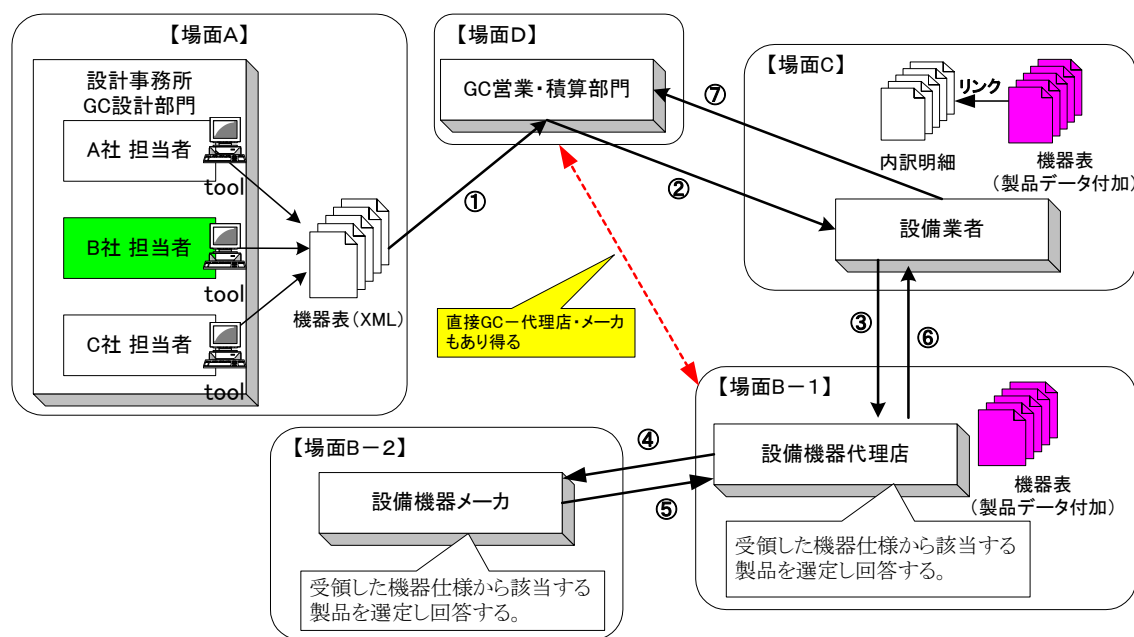 【場面A】
設計事務所
GC設計部門
A社 担当者
tool
B社 担当者
tool
C社 担当者
tool
機器表(XML)
①
【場面D】
GC営業・積算部門
②
⑦
直接GC-代理店・メーカ
もあり得る
【場面C】
リンク
内訳明細
機器表
(製品データ付加)
設備業者
③
⑥
【場面B-1】
設備機器代理店
機器表
(製品データ付加)
受領した機器仕様から該当する
製品を選定し回答する。
④
⑤
【場面B-2】
設備機器メーカ
受領した機器仕様から該当する
製品を選定し回答する。